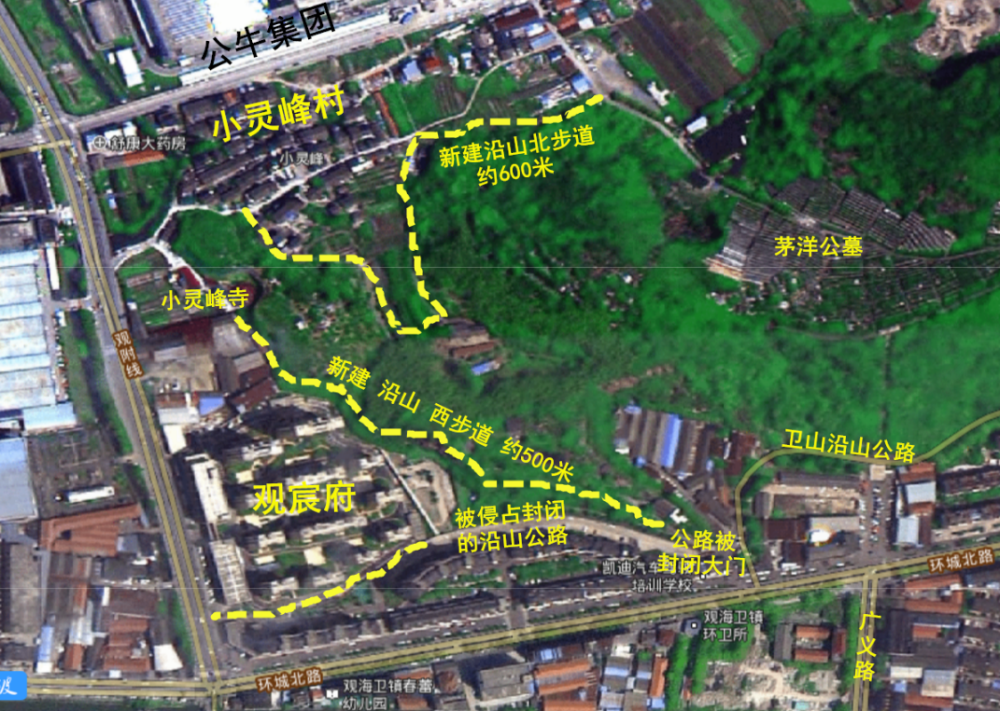 公牛集团
小灵峰村
舒康大药房
小灵峰
新建沿山北步道
约600米
茅洋公墓
小灵峰寺
观附线
新建 沿山 西步道 约500米
卫山沿山公路
观宸府
被侵占封闭
的沿山公路
公路被
封闭大门
凯迪汽车
培训学校
环城北路
观海卫镇
环卫所
广义路
环城北路
观海卫镇春蕾
幼儿园